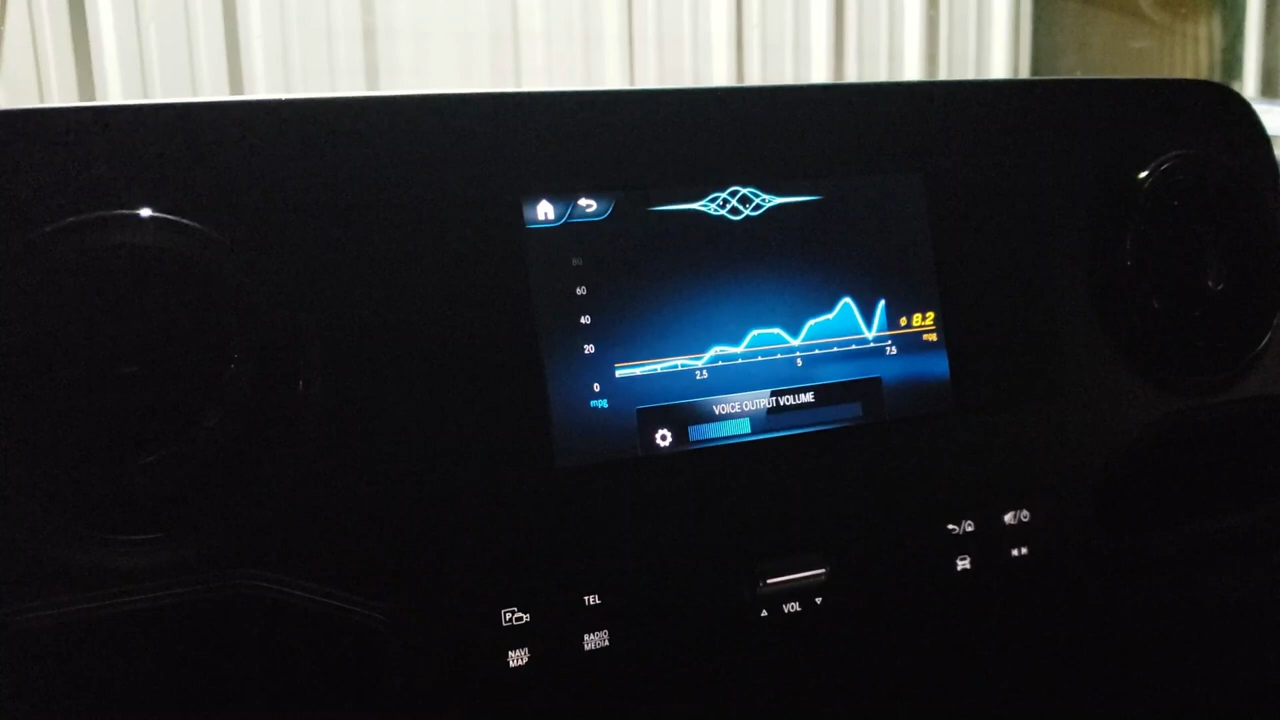 80
60
40
20
0
mpg
2.5
5
7.5
ø 8.2
mpg
VOICE OUTPUT VOLUME
P
TEL
NAVI
MAP
RADIO
MEDIA
VOL